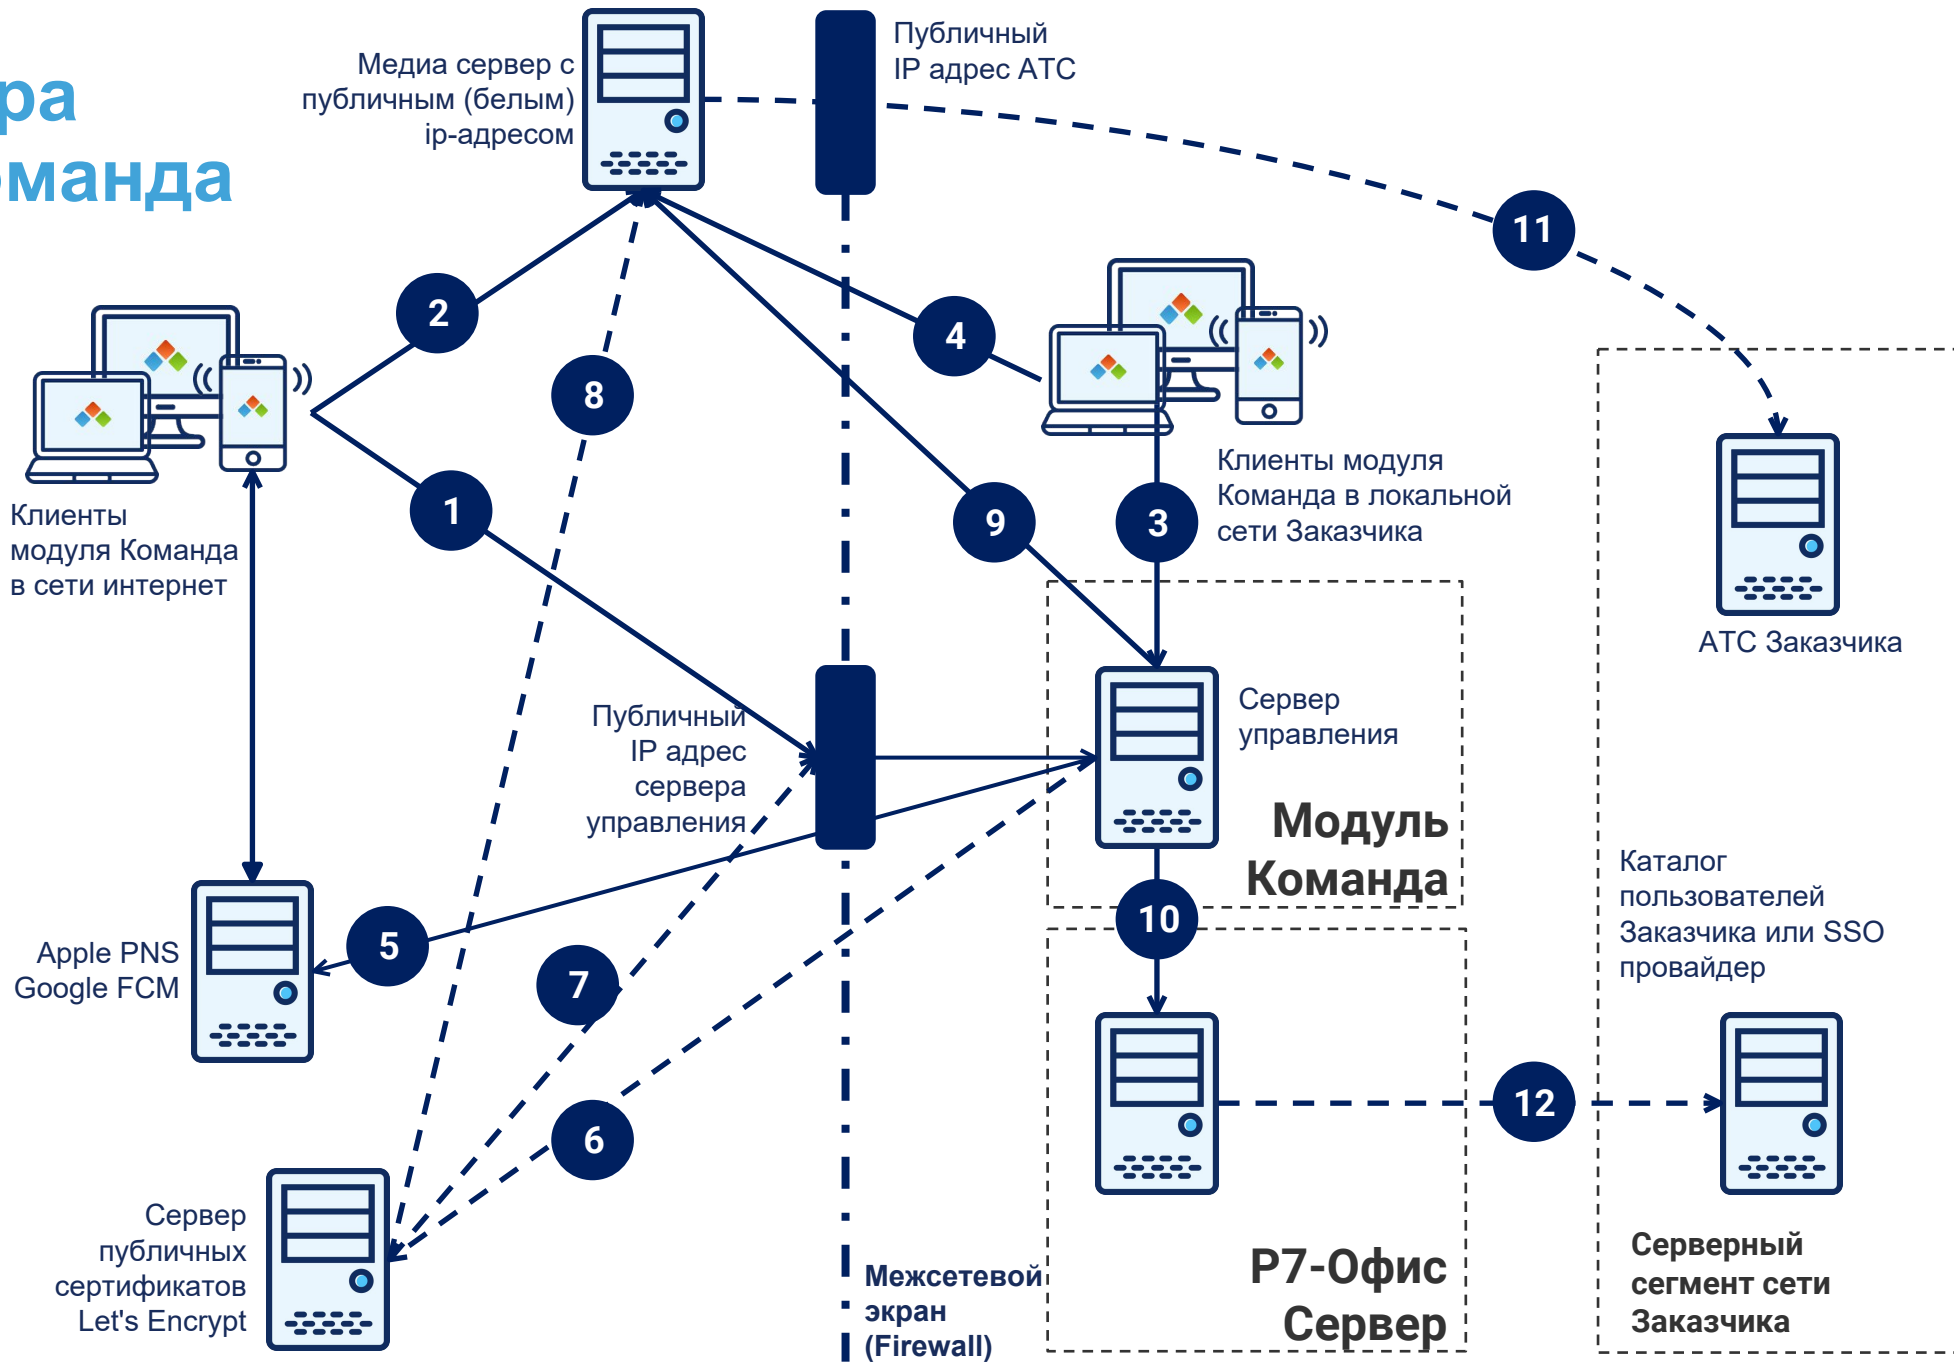 ра
оманда
Медиа сервер с
публичным (белым)
ip-адресом
Публичный
IP адрес АТС
11
2
4
8
Клиенты
модуля Команда
в сети интернет
1
9
3
Клиенты модуля
Команда в локальной
сети Заказчика
АТС Заказчика
Публичный
IP адрес
сервера
управления
Сервер
управления
Модуль
Команда
Apple PNS
Google FCM
5
7
10
Каталог
пользователей
Заказчика или SSO
провайдер
6
12
Сервер
публичных
сертификатов
Let's Encrypt
Межсетевой
экран
(Firewall)
Р7-Офис
Сервер
Серверный
сегмент сети
Заказчика